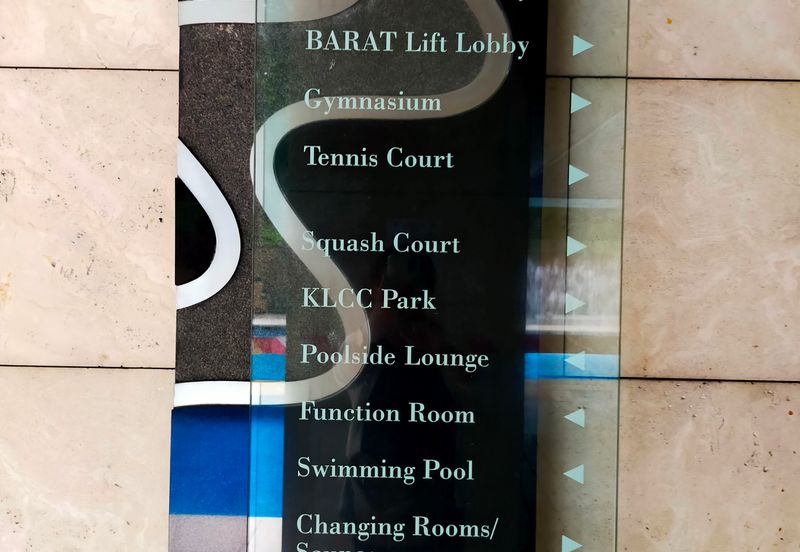 BARAT Lift Lobby
Gymnasium
Tennis Court
Squash Court
KLCC Park
Poolside Lounge
Function Room
Swimming Pool
Changing Rooms/